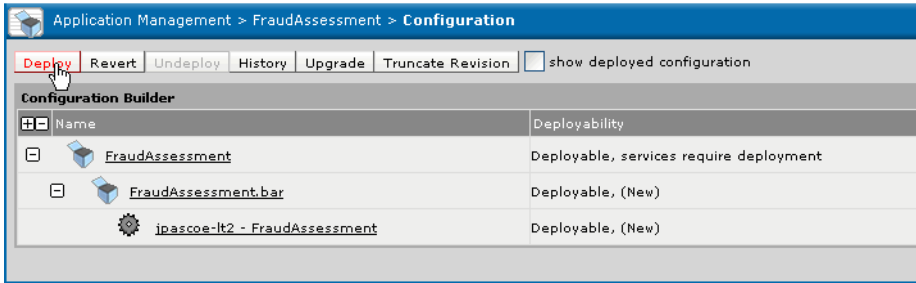 Application Management > FraudAssessment > Configuration
Deploy Revert Undeploy History Upgrade Truncate Revision show deployed configuration
Configuration Builder
Name Deployability
FraudAssessment Deployable, services require deployment
FraudAssessment.bar Deployable, (New)
jpascoe-lt2 - FraudAssessment Deployable, (New)